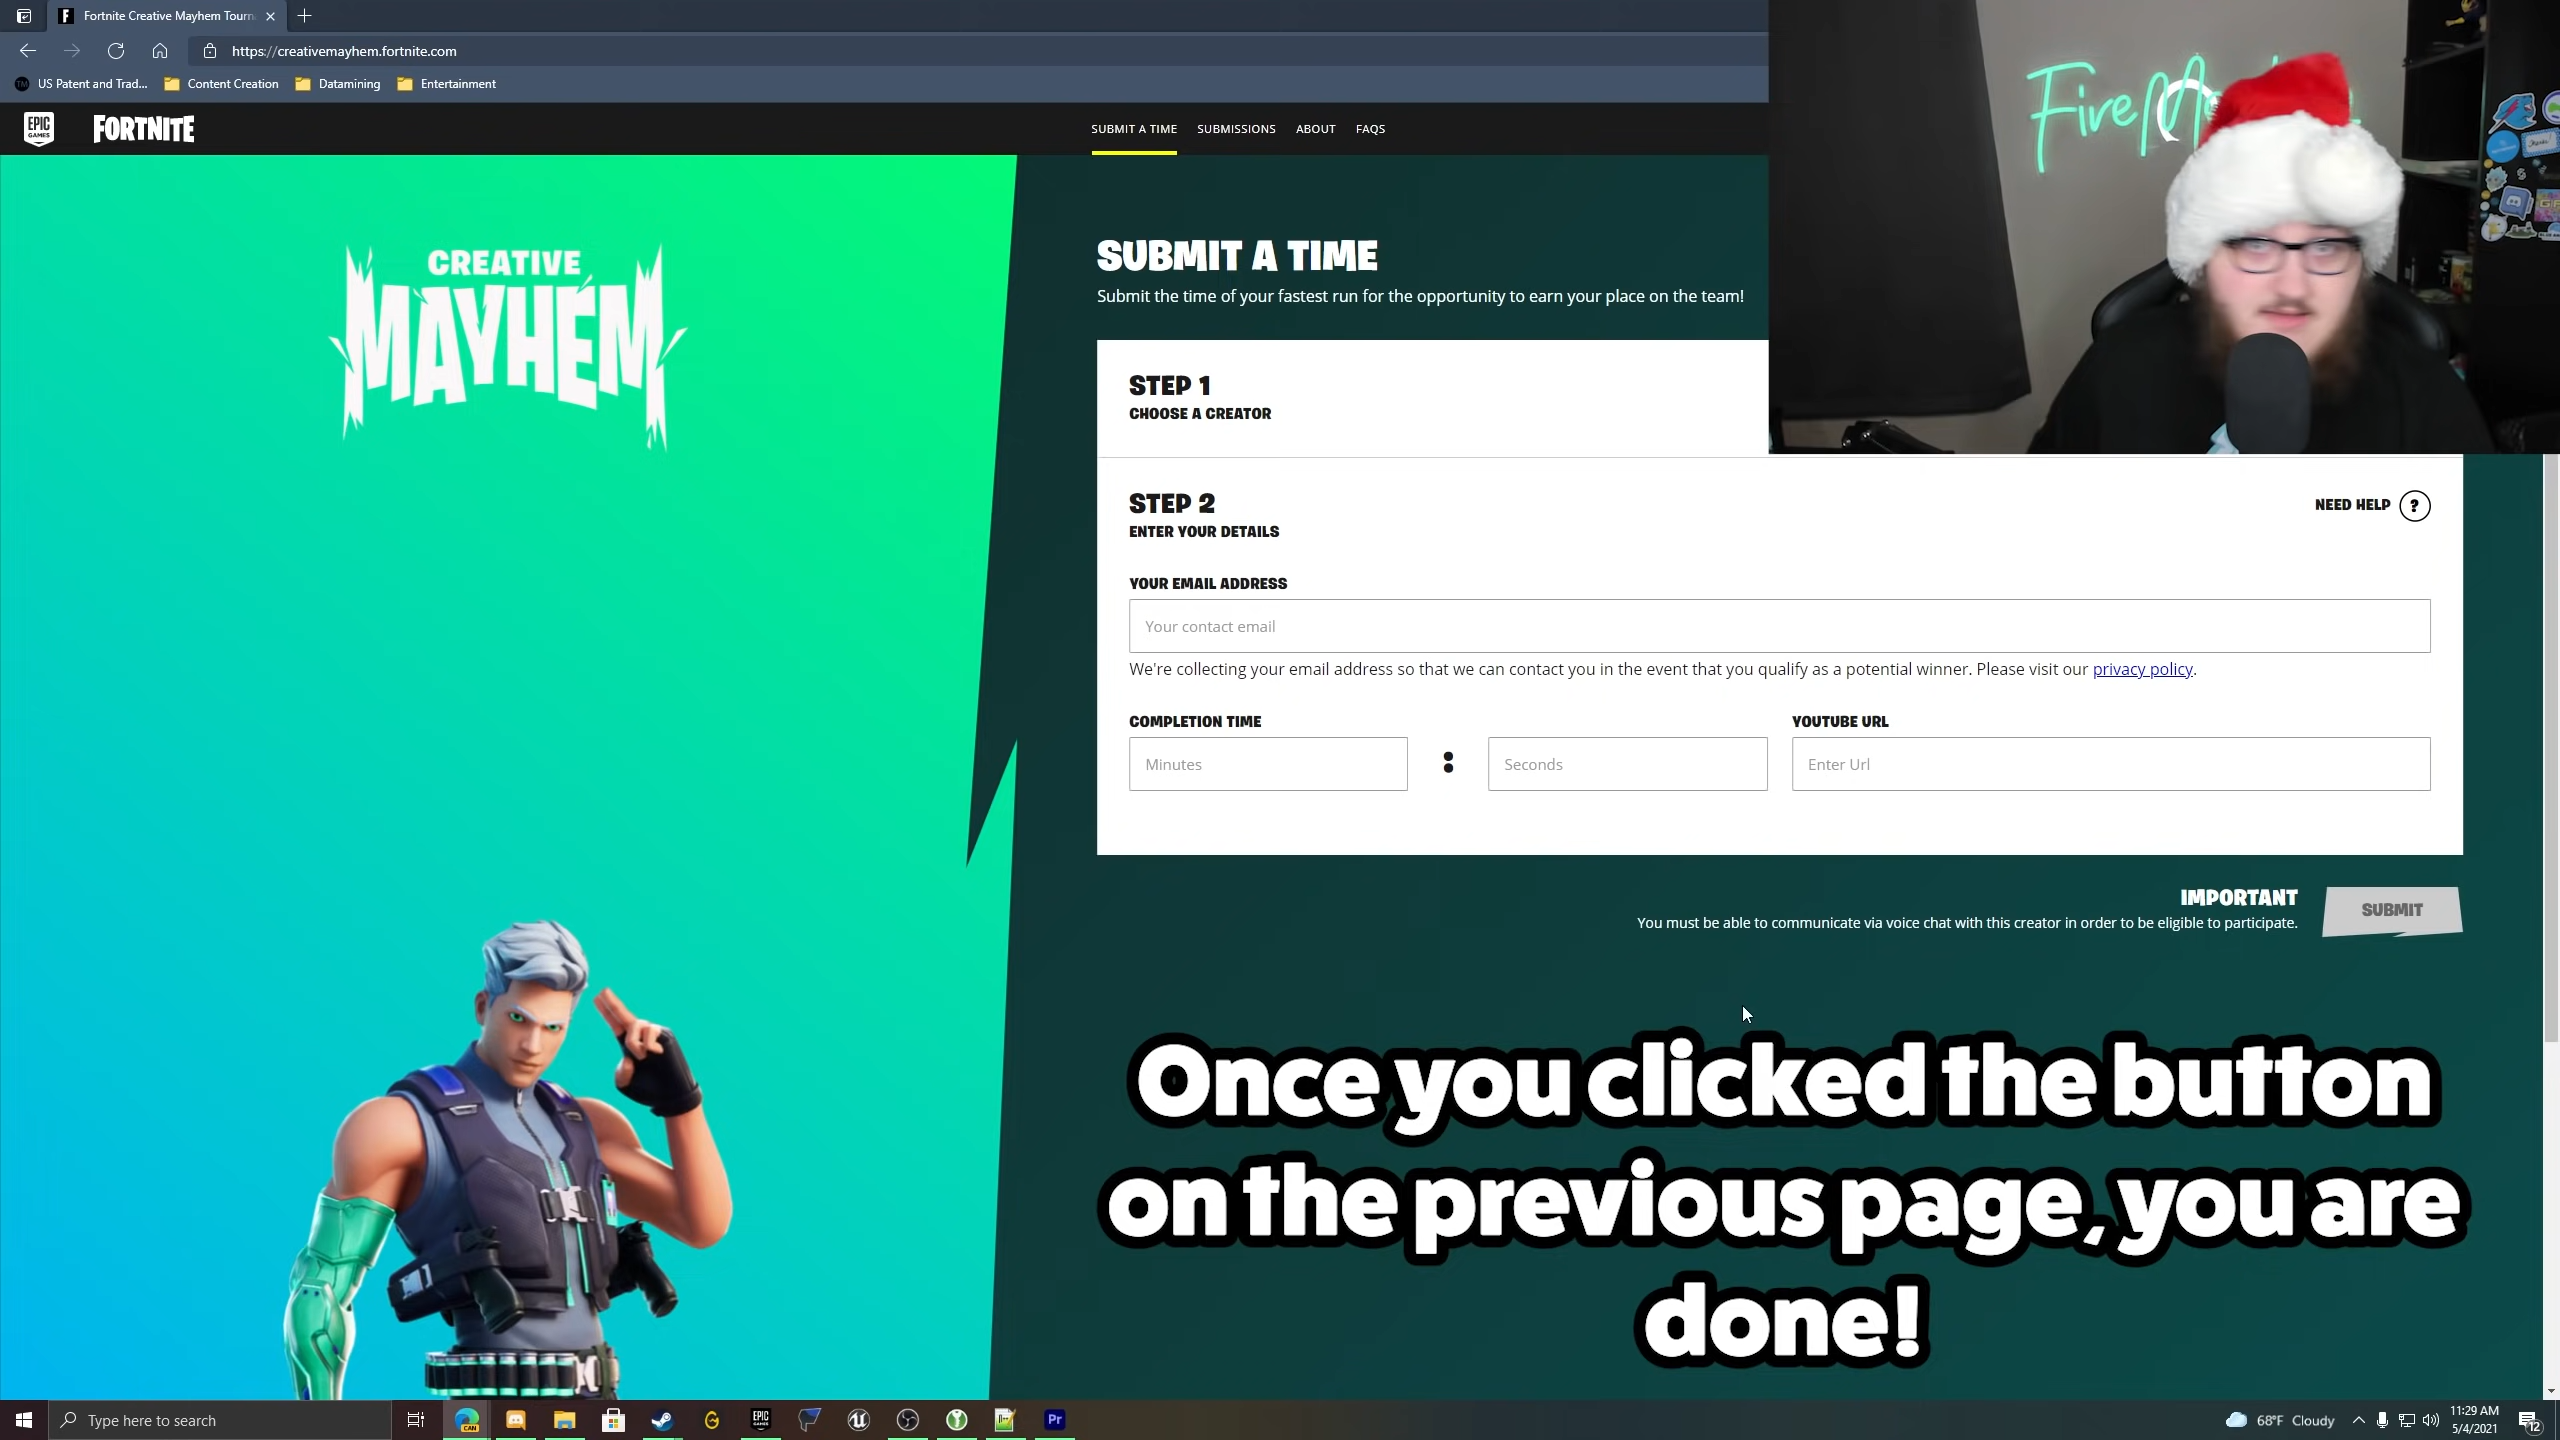 Fortnite Creative Mayhem Tourn
https://creativemayhem.fortnite.com
US Patent and Trad...
Content Creation
Datamining
Entertainment
EPIC GAMES
FORTNITE
SUBMIT A TIME
SUBMISSIONS
ABOUT
FAQS
CREATIVE
MAYHEM
SUBMIT A TIME
Submit the time of your fastest run for the opportunity to earn your place on the team!
STEP 1
CHOOSE A CREATOR
STEP 2
ENTER YOUR DETAILS
NEED HELP ?
YOUR EMAIL ADDRESS
Your contact email
We're collecting your email address so that we can contact you in the event that you qualify as a potential winner. Please visit our privacy policy.
COMPLETION TIME
YOUTUBE URL
Minutes
:
Seconds
Enter Url
IMPORTANT
You must be able to communicate via voice chat with this creator in order to be eligible to participate.
SUBMIT
Once you clicked the button
on the previous page, you are
done!
Type here to search
CAN
EPIC GAMES
Pr
68°F Cloudy
11:29 AM
5/4/2021
12